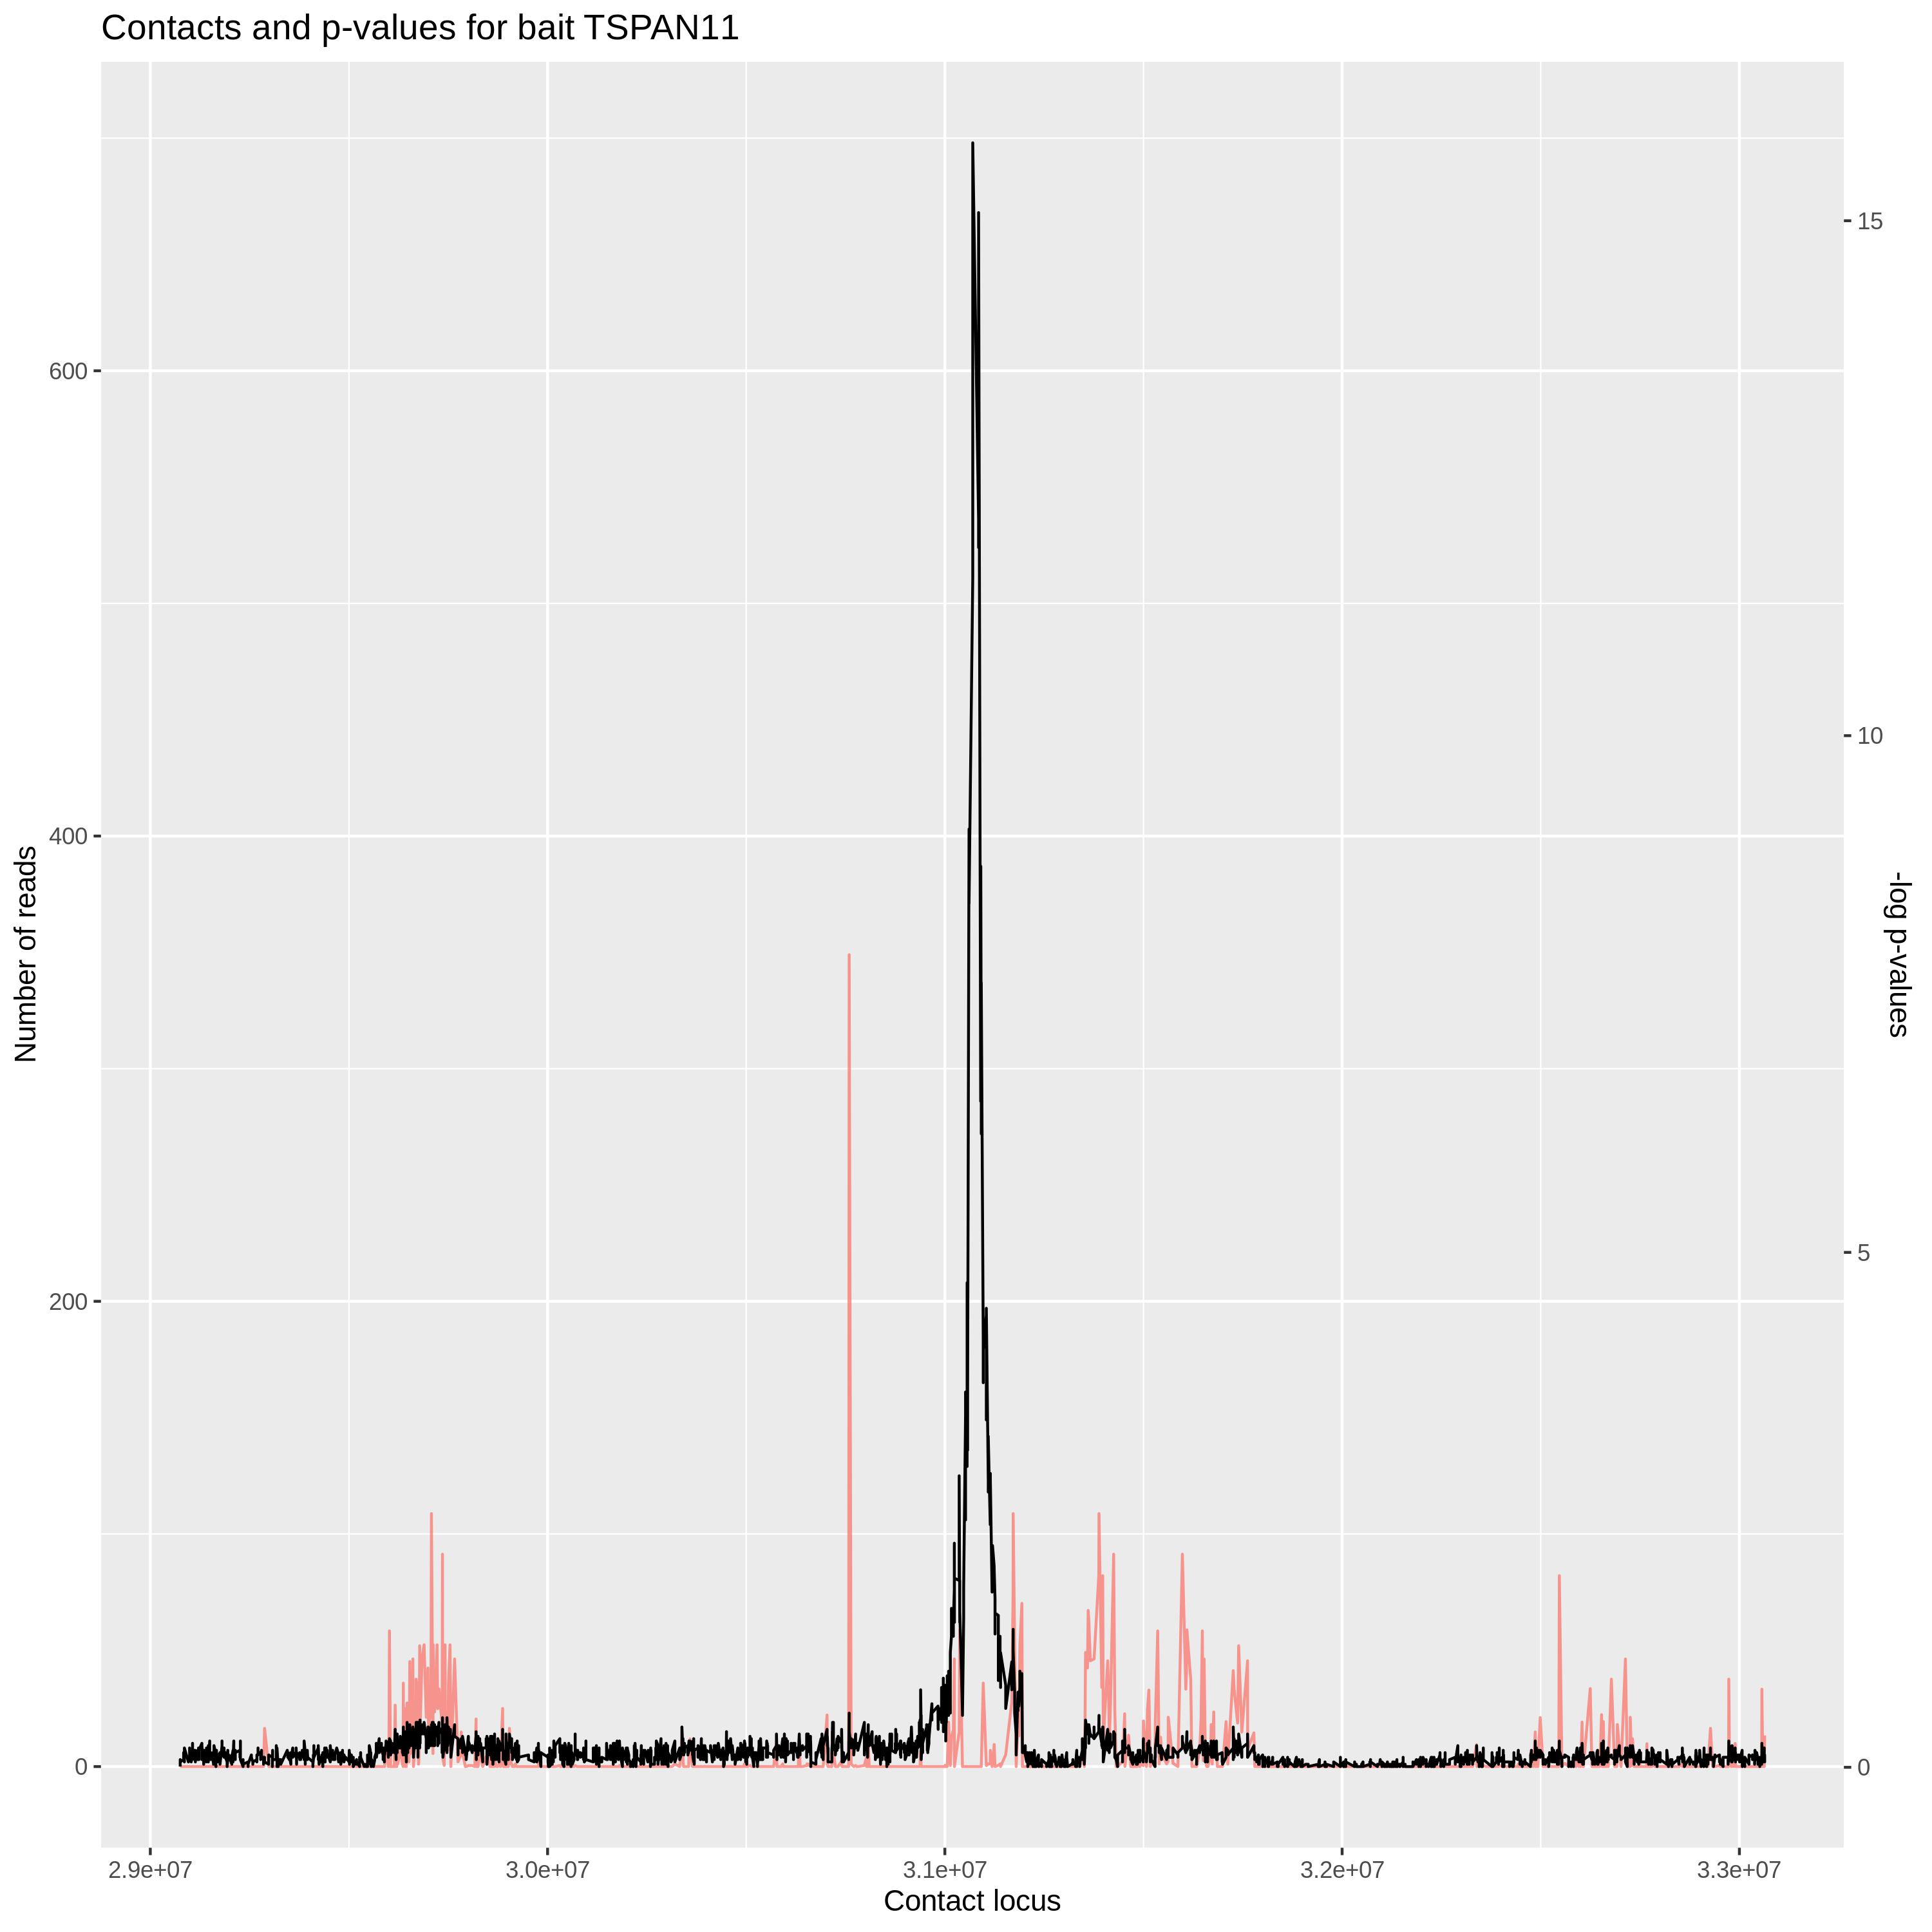 Contacts and p-values for bait TSPAN11
Number of reads
600
400
200
0
15
10
5
0
-log p-values
2.9e+07
3.0e+07
3.1e+07
3.2e+07
3.3e+07
Contact locus